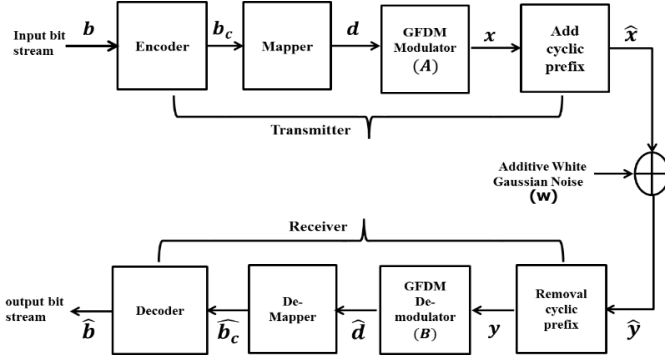 Input bit
stream
b
Encoder
b_c
Mapper
d
GFDM
Modulator
(A)
x
Add
cyclic
prefix
x̂
Transmitter
Additive White
Gaussian Noise
(w)
Receiver
output bit
stream
b̂
Decoder
b̂_c
De-
Mapper
d̂
GFDM
De-
modulator
(B)
y
Removal
cyclic
prefix
ŷ